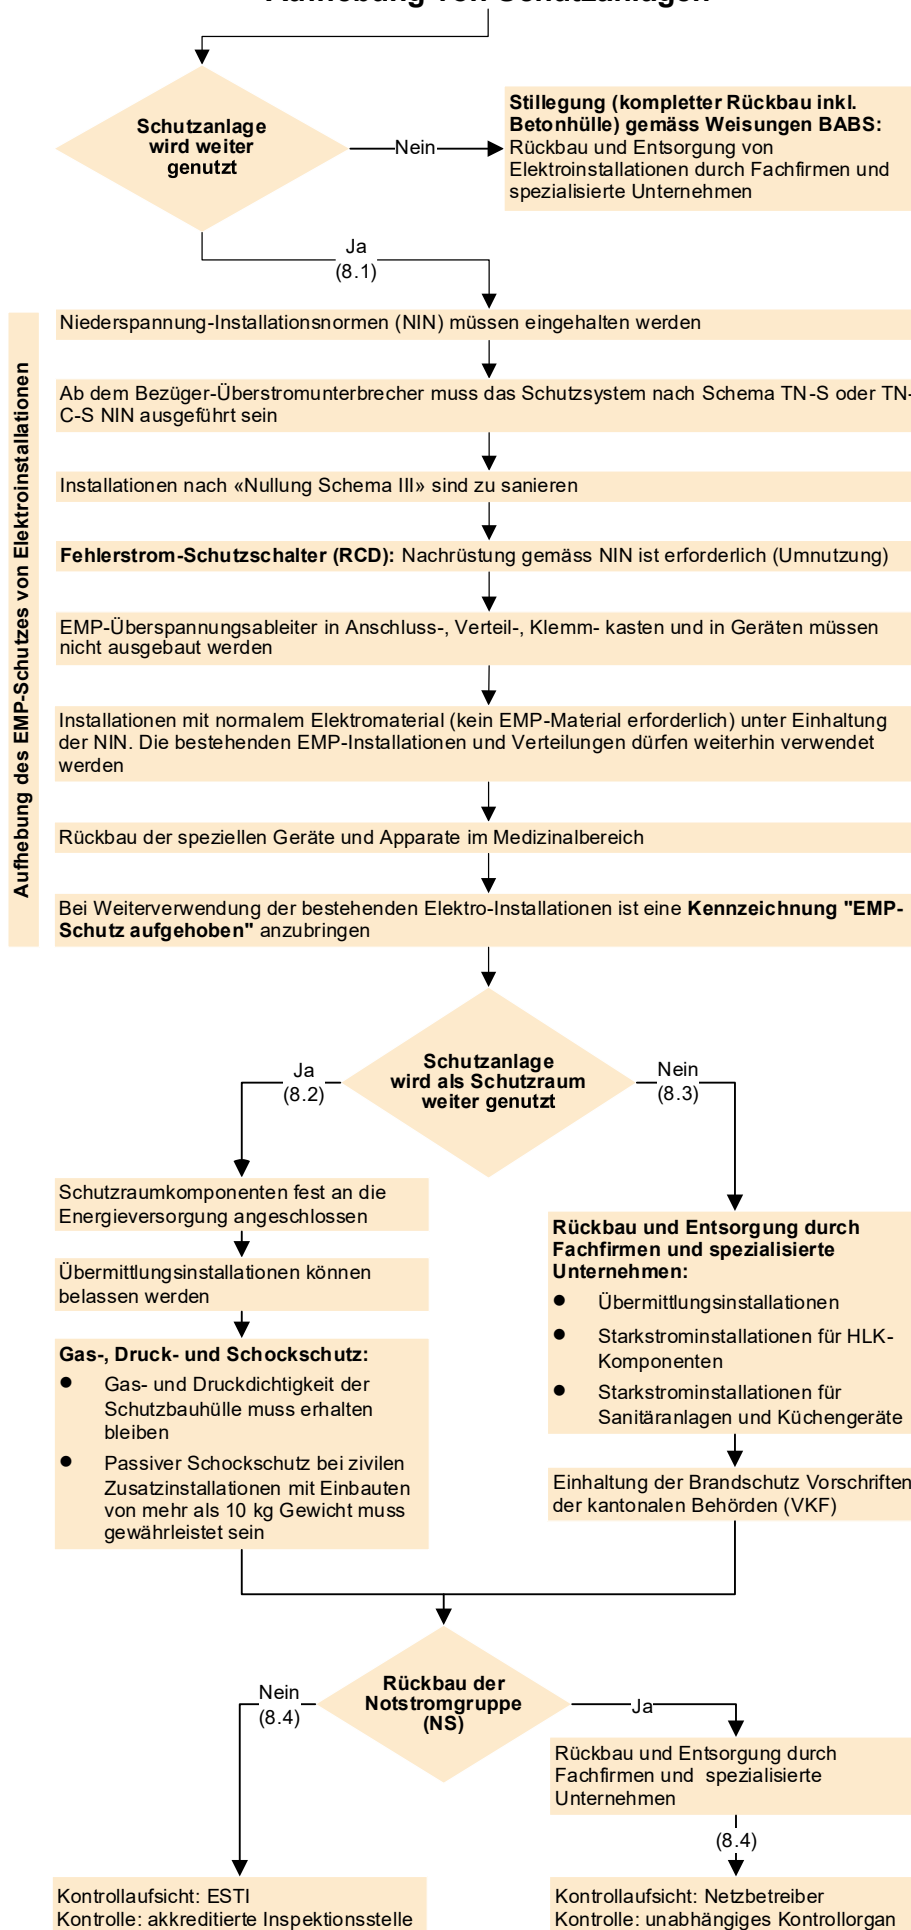 Aufhebung von Schutzanlagen
Schutzanlage
wird weiter
genutzt
Nein
Stillegung (kompletter Rückbau inkl.
Betonhülle) gemäss Weisungen BABS:
Rückbau und Entsorgung von
Elektroinstallationen durch Fachfirmen und
spezialisierte Unternehmen
Ja
(8.1)
Aufhebung des EMP-Schutzes von Elektroinstallationen
Niederspannung-Installationsnormen (NIN) müssen eingehalten werden
Ab dem Bezüger-Überstromunterbrecher muss das Schutzsystem nach Schema TN-S oder TN-
C-S NIN ausgeführt sein
Installationen nach «Nullung Schema III» sind zu sanieren
Fehlerstrom-Schutzschalter (RCD): Nachrüstung gemäss NIN ist erforderlich (Umnutzung)
EMP-Überspannungsableiter in Anschluss-, Verteil-, Klemm- kasten und in Geräten müssen
nicht ausgebaut werden
Installationen mit normalem Elektromaterial (kein EMP-Material erforderlich) unter Einhaltung
der NIN. Die bestehenden EMP-Installationen und Verteilungen dürfen weiterhin verwendet
werden
Rückbau der speziellen Geräte und Apparate im Medizinalbereich
Bei Weiterverwendung der bestehenden Elektro-Installationen ist eine Kennzeichnung "EMP-
Schutz aufgehoben" anzubringen
Schutzanlage
wird als Schutzraum
weiter genutzt
Ja
(8.2)
Nein
(8.3)
Schutzraumkomponenten fest an die
Energieversorgung angeschlossen
Übermittlungsinstallationen können
belassen werden
Gas-, Druck- und Schockschutz:
● Gas- und Druckdichtigkeit der
Schutzbauhülle muss erhalten
bleiben
● Passiver Schockschutz bei zivilen
Zusatzinstallationen mit Einbauten
von mehr als 10 kg Gewicht muss
gewährleistet sein
Rückbau und Entsorgung durch
Fachfirmen und spezialisierte
Unternehmen:
● Übermittlungsinstallationen
● Starkstrominstallationen für HLK-
Komponenten
● Starkstrominstallationen für
Sanitäranlagen und Küchengeräte
Einhaltung der Brandschutz Vorschriften
der kantonalen Behörden (VKF)
Rückbau der
Notstromgruppe
(NS)
Nein
(8.4)
Ja
Rückbau und Entsorgung durch
Fachfirmen und spezialisierte
Unternehmen
(8.4)
Kontrollaufsicht: ESTI
Kontrolle: akkreditierte Inspektionsstelle
Kontrollaufsicht: Netzbetreiber
Kontrolle: unabhängiges Kontrollorgan